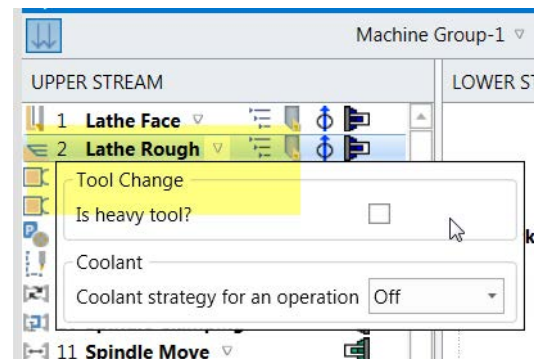 Machine Group-1
UPPER STREAM
LOWER ST
1 Lathe Face
2 Lathe Rough
Tool Change
Is heavy tool?
Coolant
Coolant strategy for an operation Off
11 Spindle Move